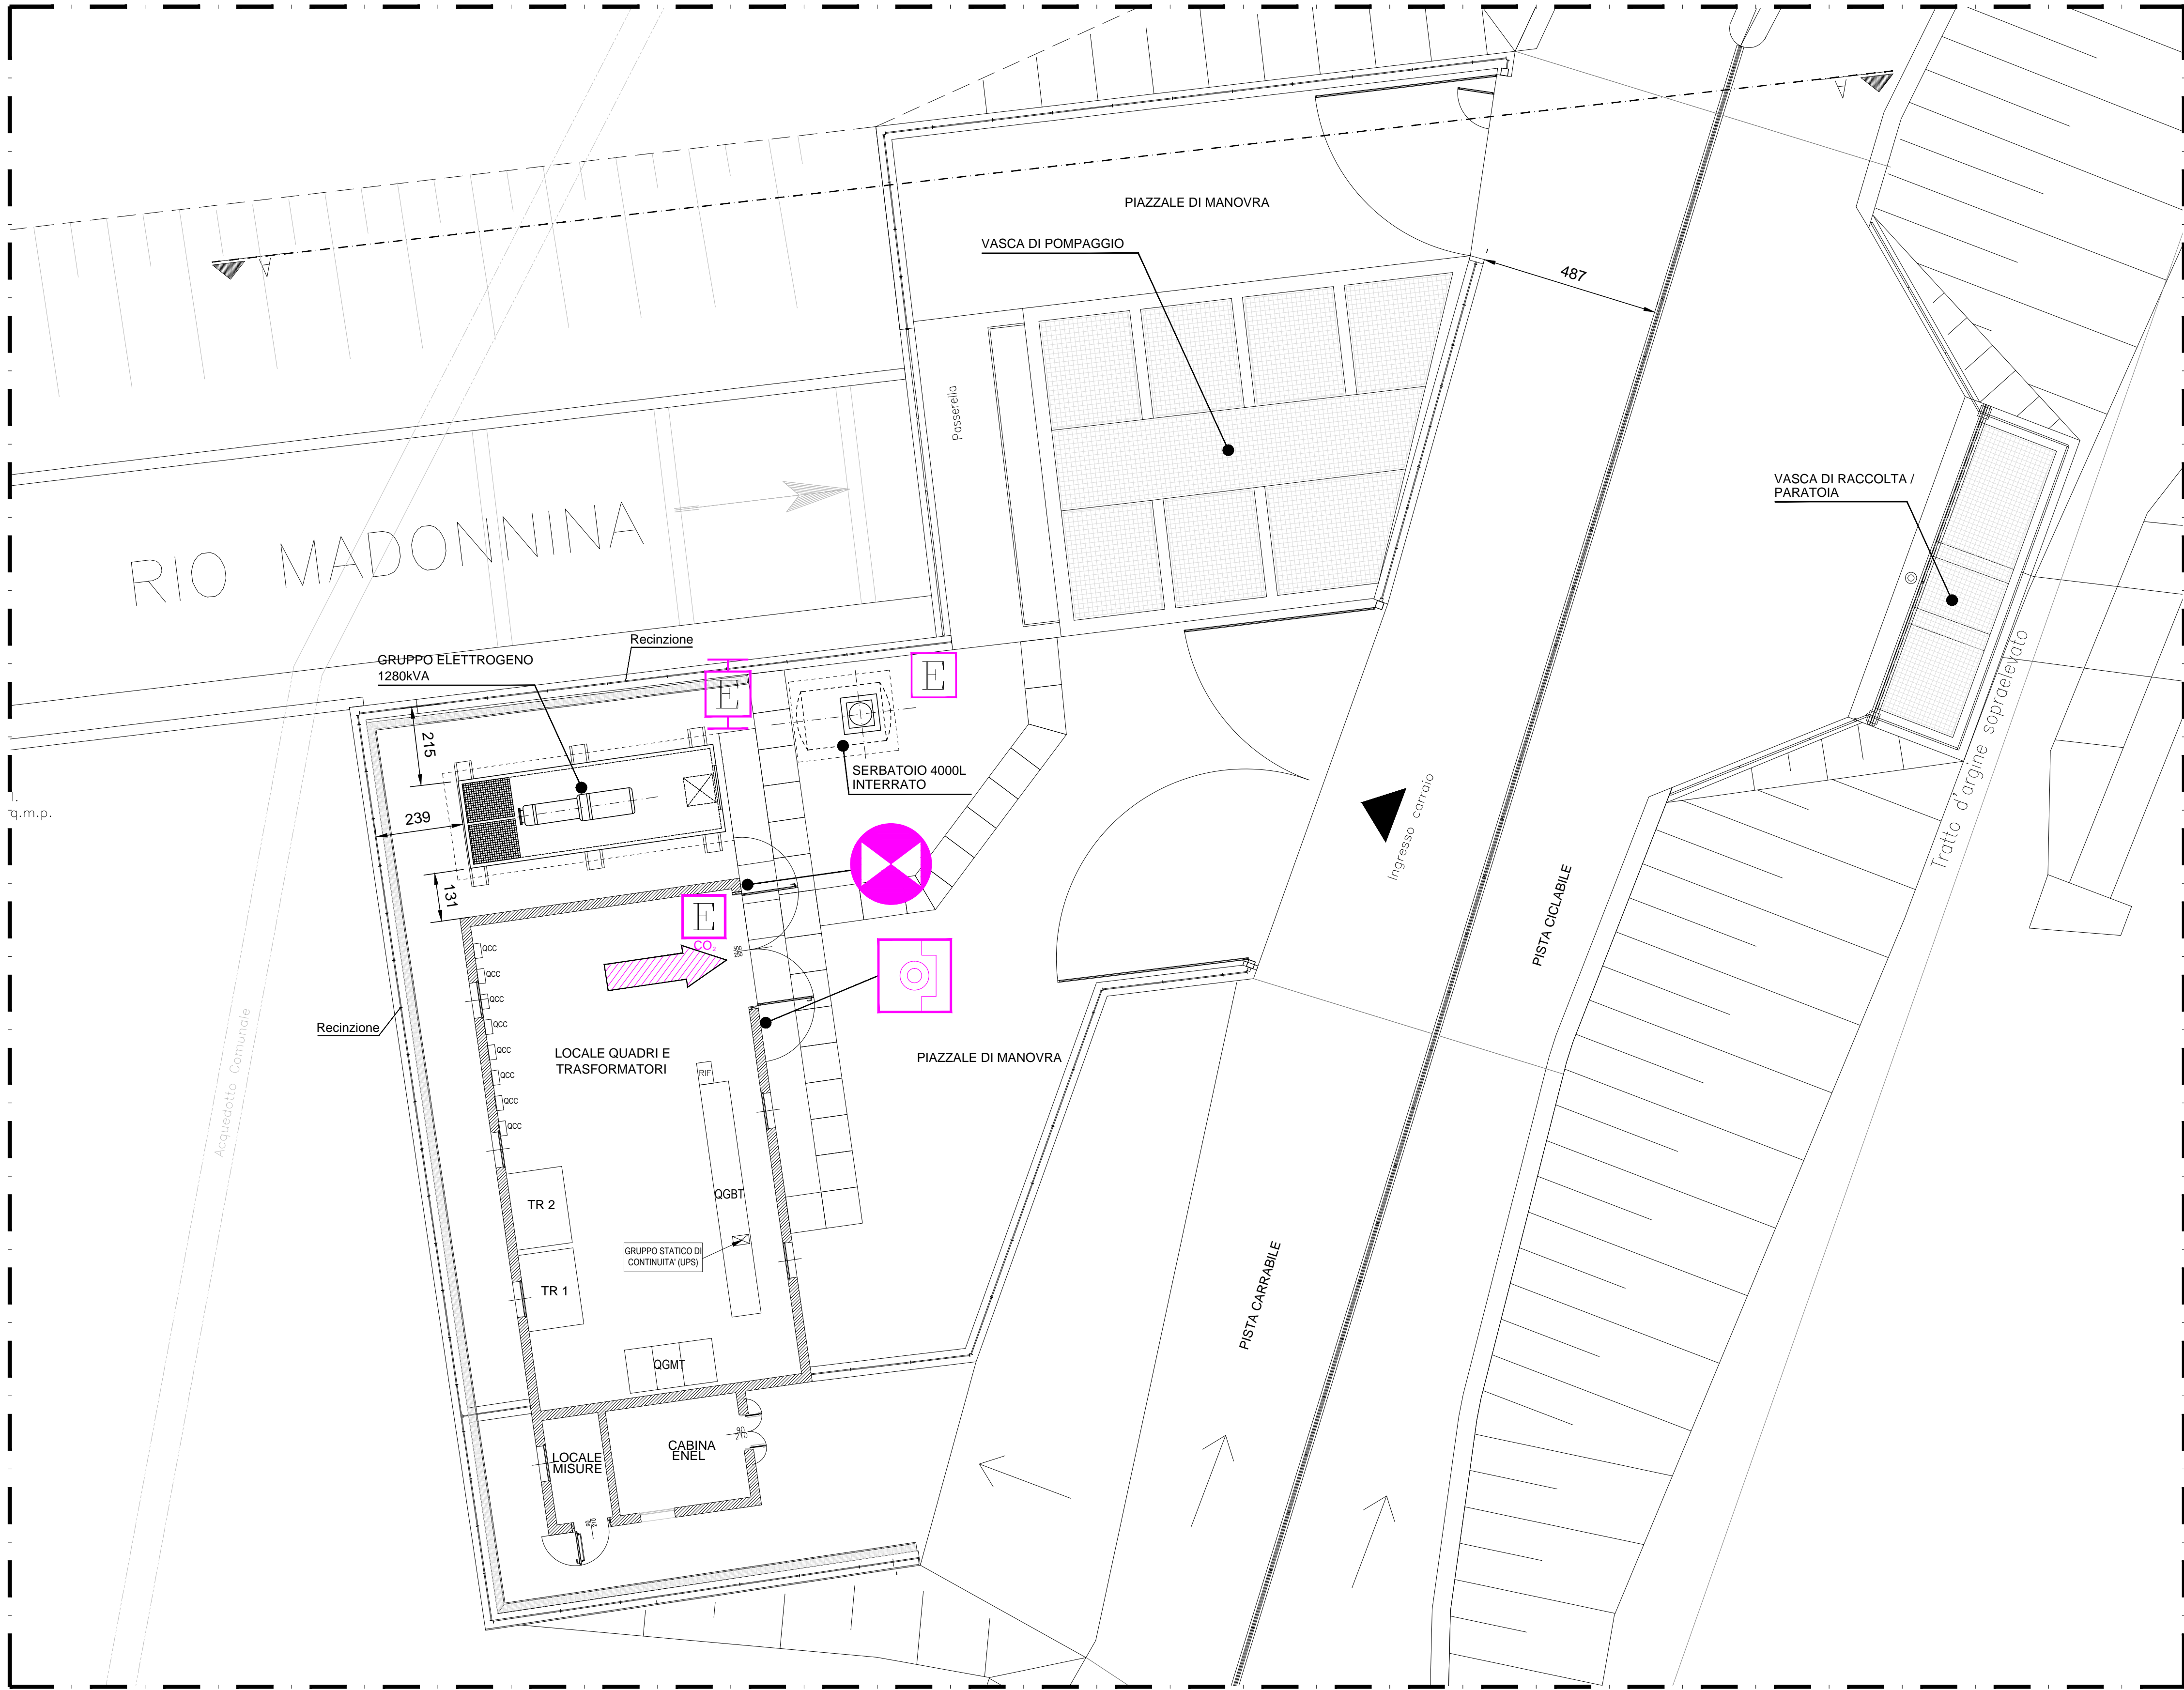 A
A
PIAZZALE DI MANOVRA
VASCA DI POMPAGGIO
487
Passerella
VASCA DI RACCOLTA /
PARATOIA
RIO MADONNINA
Recinzione
GRUPPO ELETTROGENO
1280kVA
E
E
215
SERBATOIO 4000L
INTERRATO
239
q.m.p.
131
E
CO2
Ingresso carraio
Tratto d'argine sopraelevato
PISTA CICLABILE
QCC
QCC
QCC
QCC
QCC
QCC
QCC
QCC
Recinzione
Acquedotto Comunale
LOCALE QUADRI E
TRASFORMATORI
RIF
PIAZZALE DI MANOVRA
TR 2
QGBT
GRUPPO STATICO DI
CONTINUITA' (UPS)
TR 1
PISTA CARRABILE
QGMT
90
210
CABINA
ENEL
LOCALE
MISURE